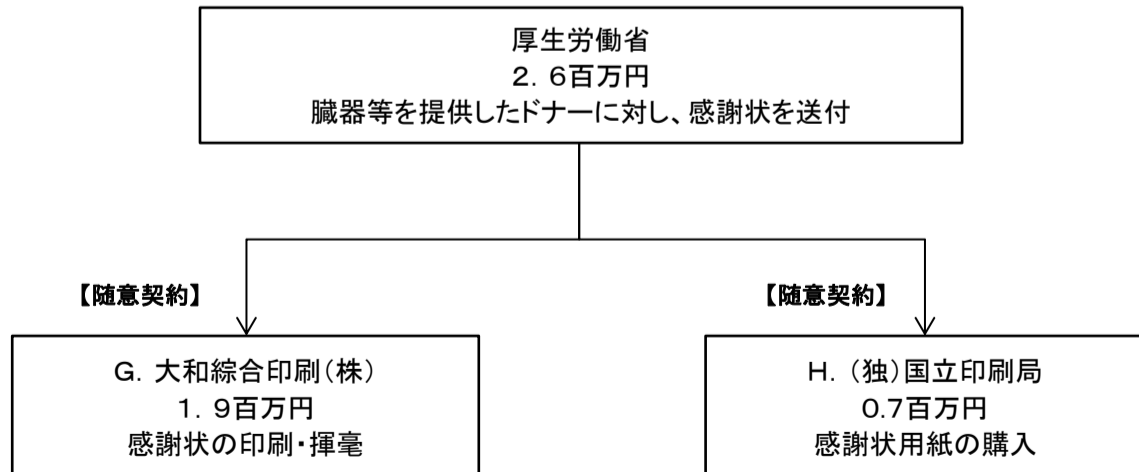 厚生労働省
２．６百万円
臓器等を提供したドナーに対し、感謝状を送付
【随意契約】
【随意契約】
Ｇ．大和綜合印刷（株）
１．９百万円
感謝状の印刷・揮毫
Ｈ．（独）国立印刷局
０.７百万円
感謝状用紙の購入